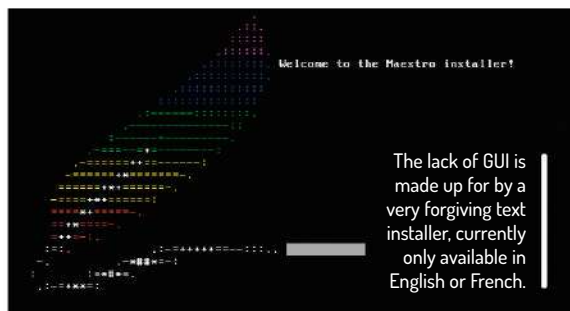 Welcome to the Maestro installer!
The lack of GUI is
made up for by a
very forgiving text
installer, currently
only available in
English or French.